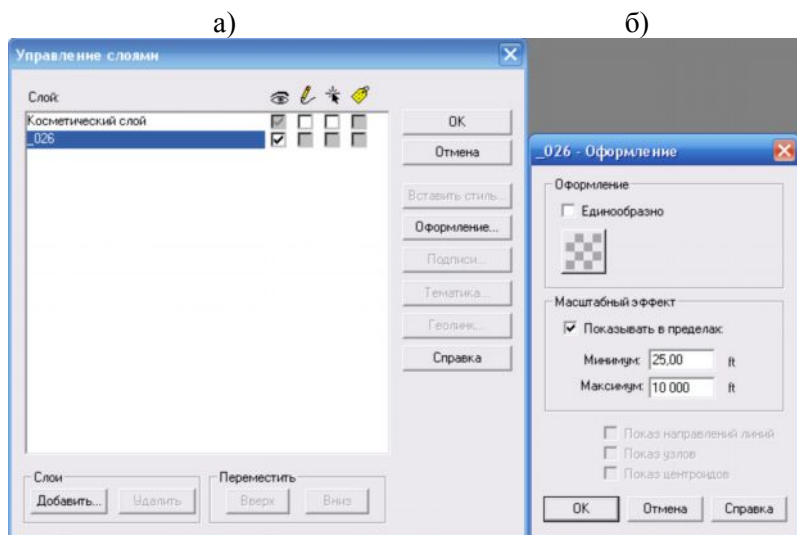 а) б)
Управление слоями
Слой:
Косметический слой
_026
OK
Отмена
Вставить стиль...
Оформление...
Подписи...
Тематика...
Геолинк...
Справка
Слои
Добавить...
Удалить
Переместить
Вверх
Вниз
_026 - Оформление
Оформление
Единообразно
Масштабный эффект
Показывать в пределах:
Минимум: 25,00 ft
Максимум: 10 000 ft
Показ направлений линий
Показ узлов
Показ центроидов
OK Отмена Справка